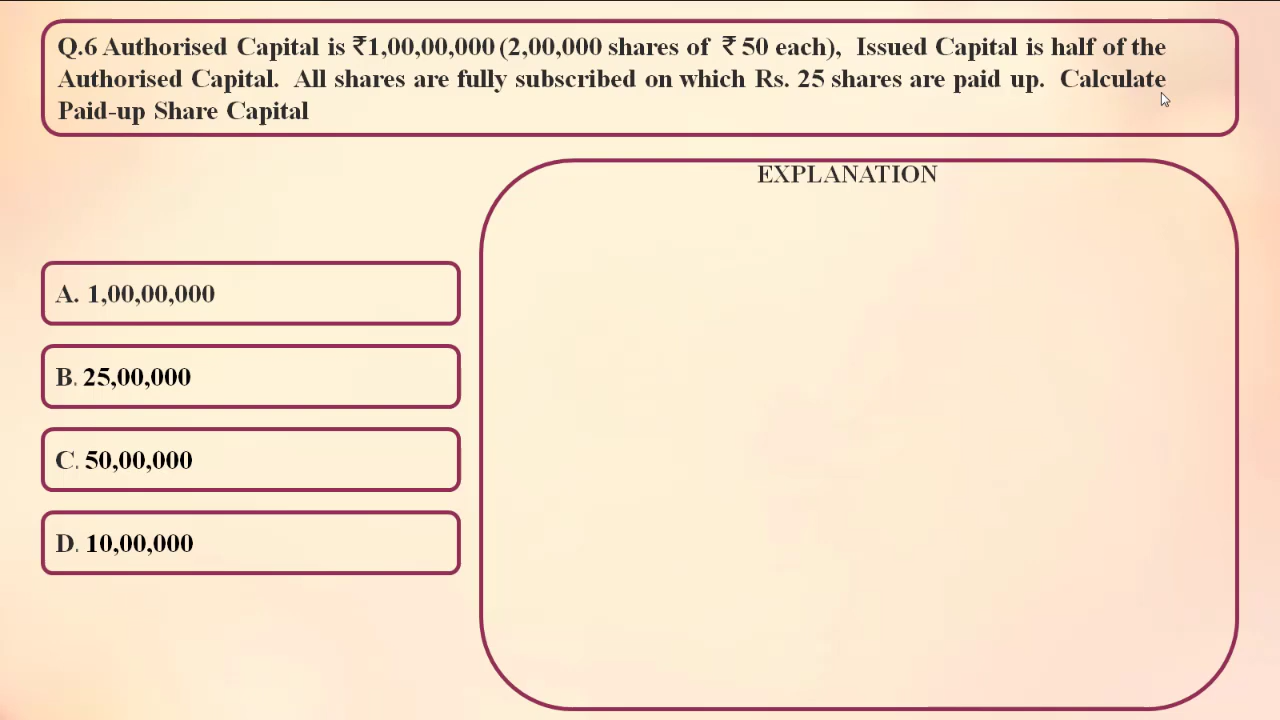 Q.6 Authorised Capital is ₹1,00,00,000 (2,00,000 shares of ₹ 50 each), Issued Capital is half of the
Authorised Capital. All shares are fully subscribed on which Rs. 25 shares are paid up. Calculate
Paid-up Share Capital
EXPLANATION
A. 1,00,00,000
B. 25,00,000
C. 50,00,000
D. 10,00,000